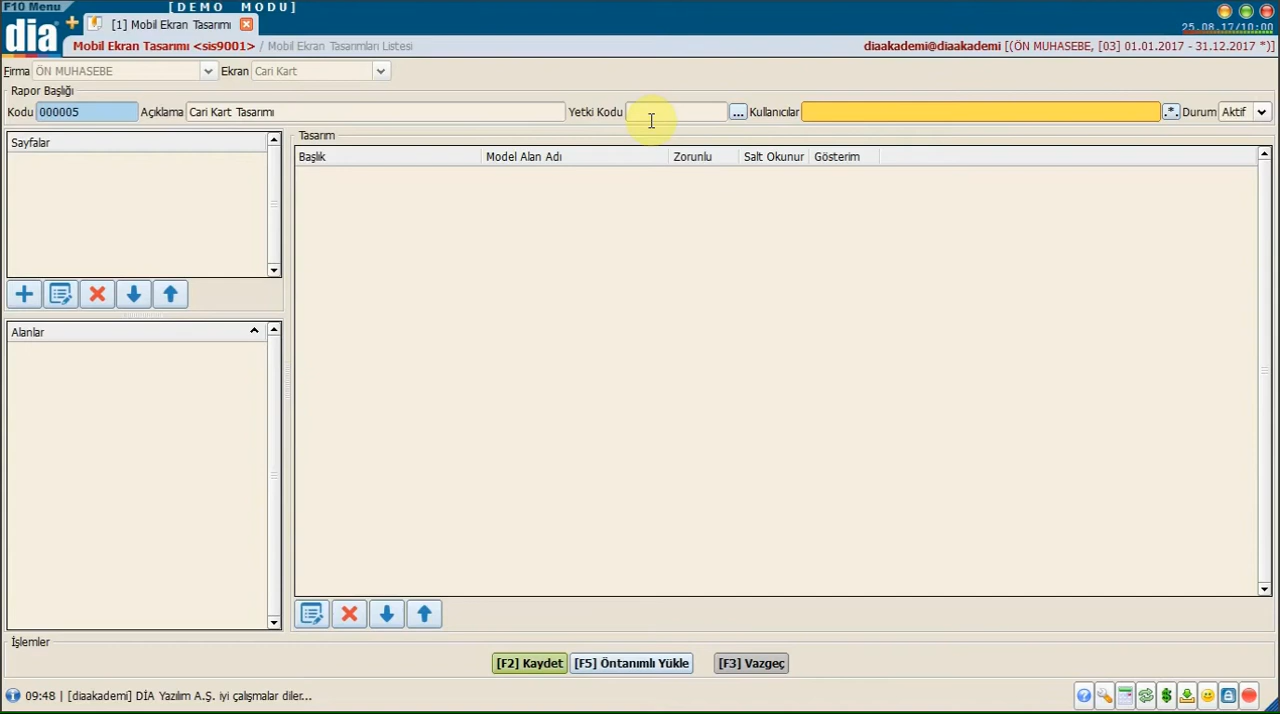 F10 Menu
[DEMO MODU]
dia
[1] Mobil Ekran Tasarımı
25.08.17/10:00
Mobil Ekran Tasarımı <sis9001> / Mobil Ekran Tasarımları Listesi
diaakademi@diaakademi [(ÖN MUHASEBE, [03] 01.01.2017 - 31.12.2017 *)]
Firma ÖN MUHASEBE Ekran Cari Kart
Rapor Başlığı
Kodu 000005 Açıklama Cari Kart Tasarımı Yetki Kodu ... Kullanıcılar .*. Durum Aktif
Sayfalar
Tasarım
Başlık Model Alan Adı Zorunlu Salt Okunur Gösterim
Alanlar
İşlemler
[F2] Kaydet [F5] Öntanımlı Yükle [F3] Vazgeç
09:48 | [diaakademi] DİA Yazılım A.Ş. iyi çalışmalar diler...